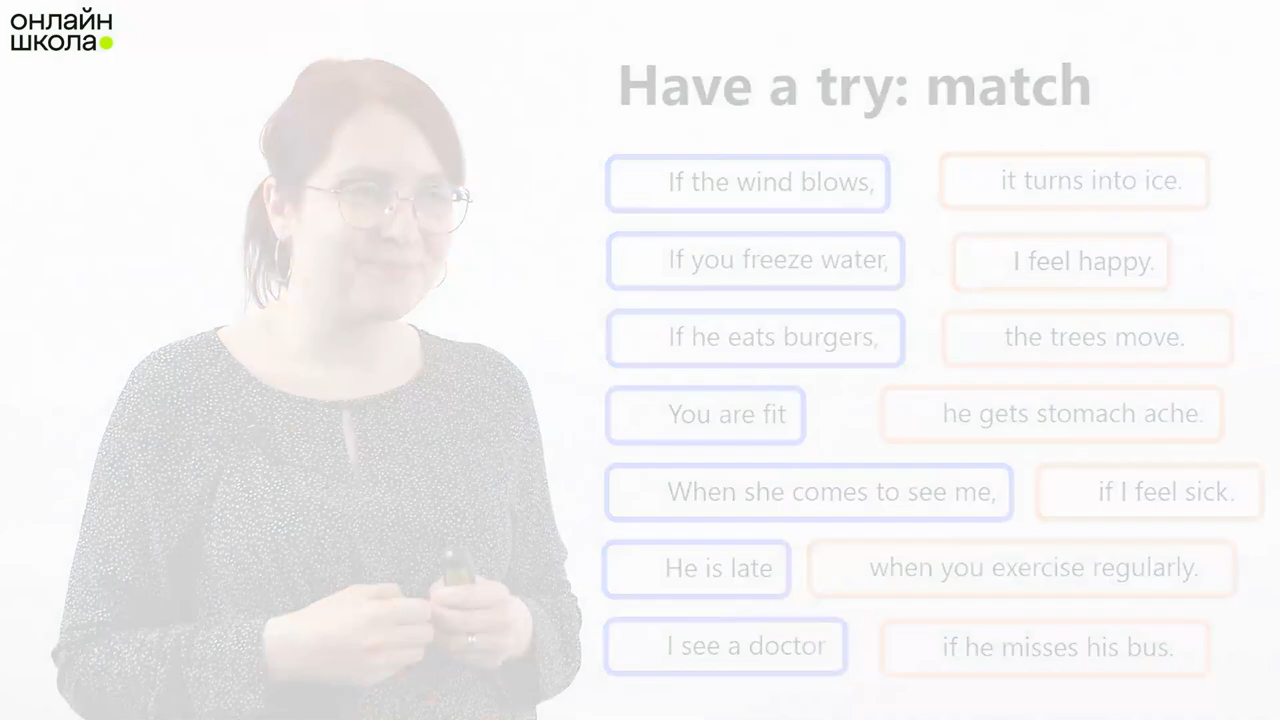 онлайн
школа
Have a try: match
If the wind blows,
it turns into ice.
If you freeze water,
I feel happy.
If he eats burgers,
the trees move.
You are fit
he gets stomach ache.
When she comes to see me,
if I feel sick.
He is late
when you exercise regularly.
I see a doctor
if he misses his bus.